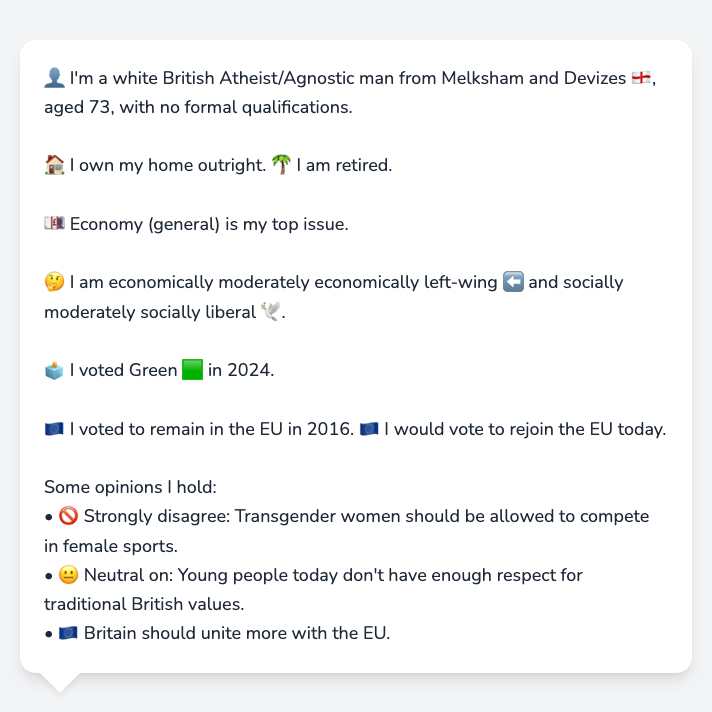 👤 I'm a white British Atheist/Agnostic man from Melksham and Devizes 🏴󠁧󠁢󠁥󠁮󠁧󠁿,
aged 73, with no formal qualifications.
🏠 I own my home outright. 🌴 I am retired.
💷 Economy (general) is my top issue.
🤔 I am economically moderately economically left-wing ⬅️ and socially
moderately socially liberal 🕊️.
🗳️ I voted Green 🟩 in 2024.
🇪🇺 I voted to remain in the EU in 2016. 🇪🇺 I would vote to rejoin the EU today.
Some opinions I hold:
• 🚫 Strongly disagree: Transgender women should be allowed to compete
in female sports.
• 😐 Neutral on: Young people today don't have enough respect for
traditional British values.
• 🇪🇺 Britain should unite more with the EU.